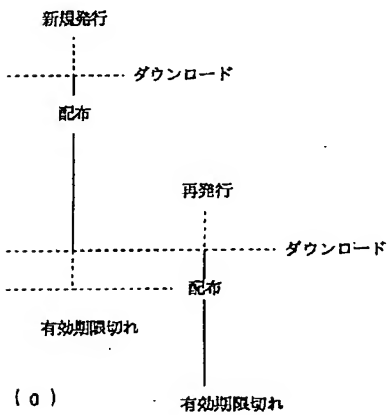 新規発行
ダウンロード
配布
再発行
ダウンロード
配布
有効期限切れ
(a)
有効期限切れ